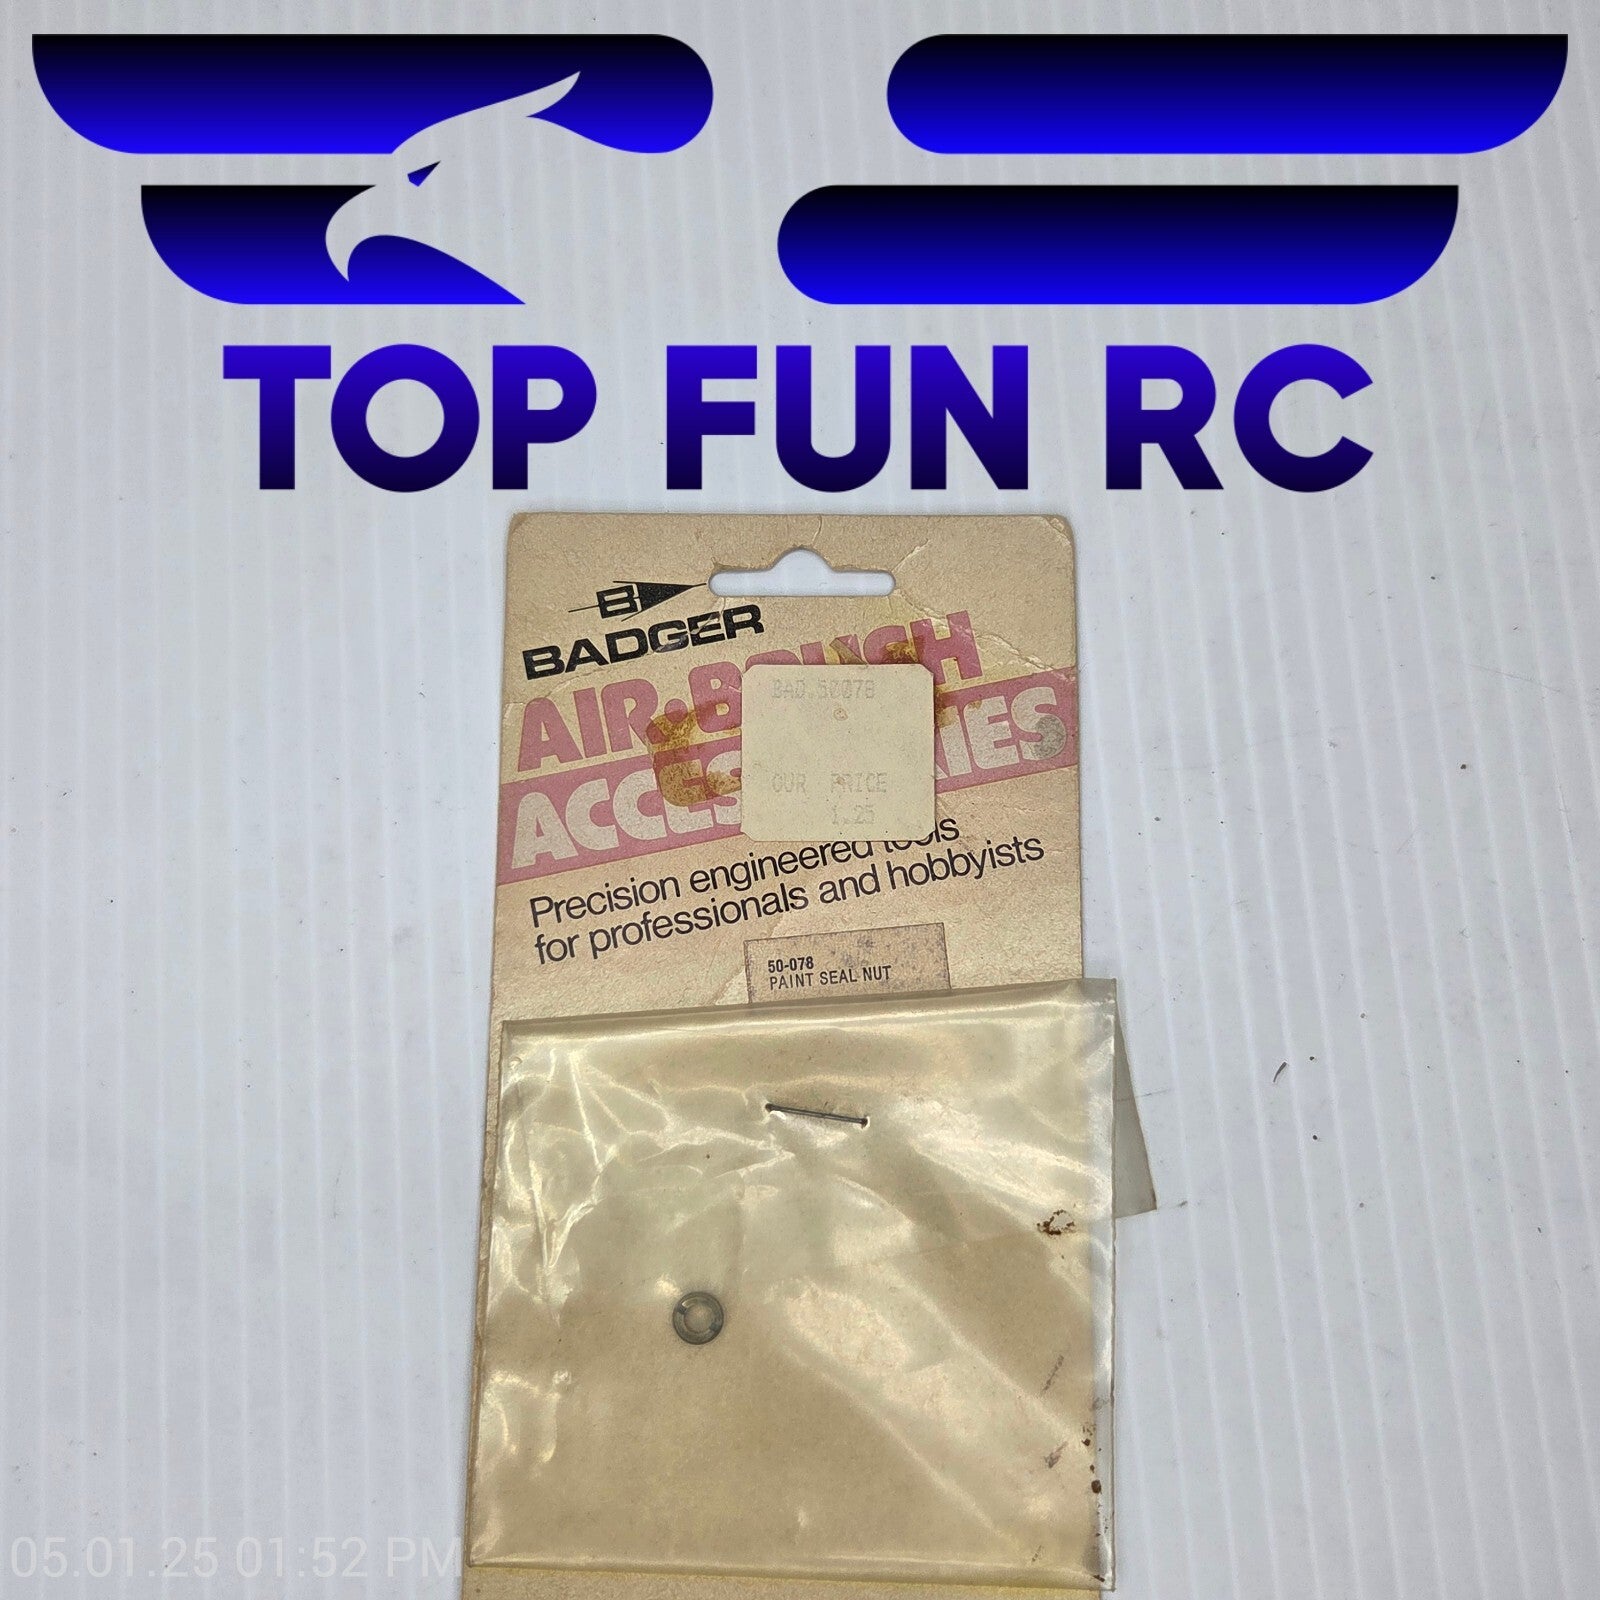 TOP FUN RC
B
BADGER
AIR·BRUSH
ACCESSORIES
BAD.50078
OUR PRICE
1.25
Precision engineered tools
for professionals and hobbyists
50-078
PAINT SEAL NUT
05.01.25 01:52 PM